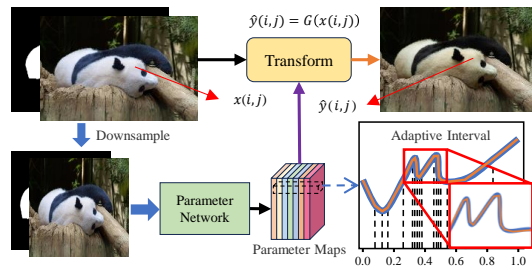 ŷ(i,j) = G(x(i,j))
Transform
x(i,j)
ŷ(i,j)
Downsample
Adaptive Interval
Parameter
Network
Parameter Maps
0.0 0.2 0.4 0.6 0.8 1.0